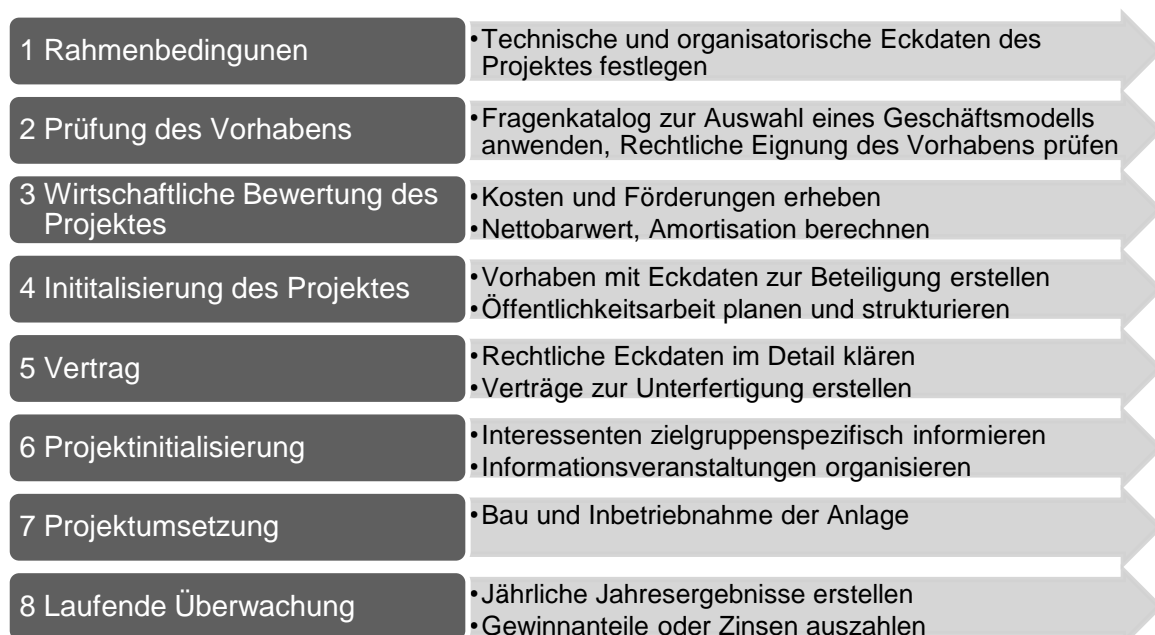 1 Rahmenbedingunen
•Technische und organisatorische Eckdaten des
Projektes festlegen
2 Prüfung des Vorhabens
•Fragenkatalog zur Auswahl eines Geschäftsmodells
anwenden, Rechtliche Eignung des Vorhabens prüfen
3 Wirtschaftliche Bewertung des
Projektes
•Kosten und Förderungen erheben
•Nettobarwert, Amortisation berechnen
4 Inititalisierung des Projektes
•Vorhaben mit Eckdaten zur Beteiligung erstellen
•Öffentlichkeitsarbeit planen und strukturieren
5 Vertrag
•Rechtliche Eckdaten im Detail klären
•Verträge zur Unterfertigung erstellen
6 Projektinitialisierung
•Interessenten zielgruppenspezifisch informieren
•Informationsveranstaltungen organisieren
7 Projektumsetzung
•Bau und Inbetriebnahme der Anlage
8 Laufende Überwachung
•Jährliche Jahresergebnisse erstellen
•Gewinnanteile oder Zinsen auszahlen